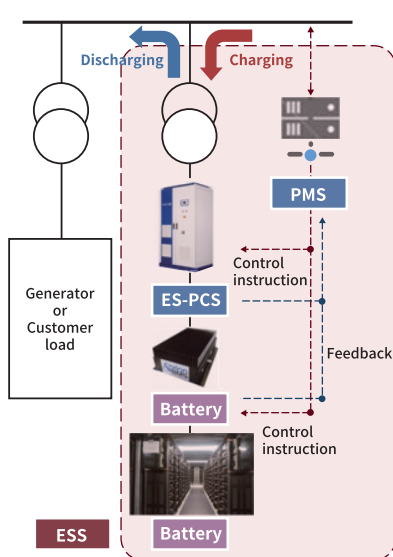 Discharging
Charging
PMS
Control
instruction
Generator
or
Customer
load
ES-PCS
Feedback
Battery
Control
instruction
ESS
Battery